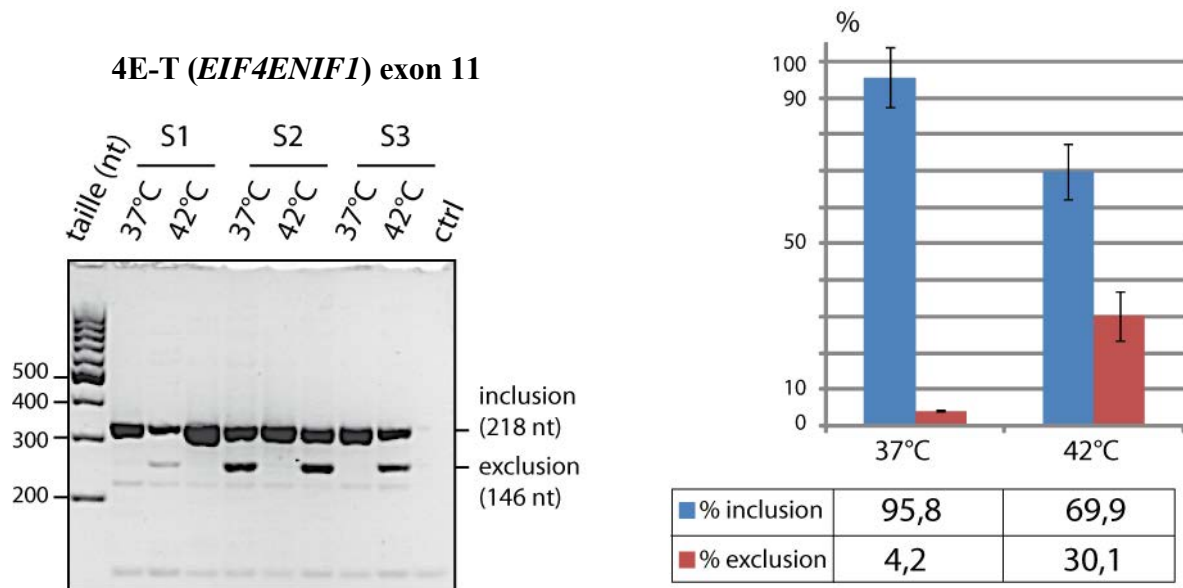 4E-T (EIF4ENIF1) exon 11
S1 S2 S3
taille (nt) 37°C 42°C 37°C 42°C 37°C 42°C ctrl
500
400
300
200
inclusion
(218 nt)
exclusion
(146 nt)
%
100
90
50
10
0
37°C 42°C
% inclusion 95,8 69,9
% exclusion 4,2 30,1